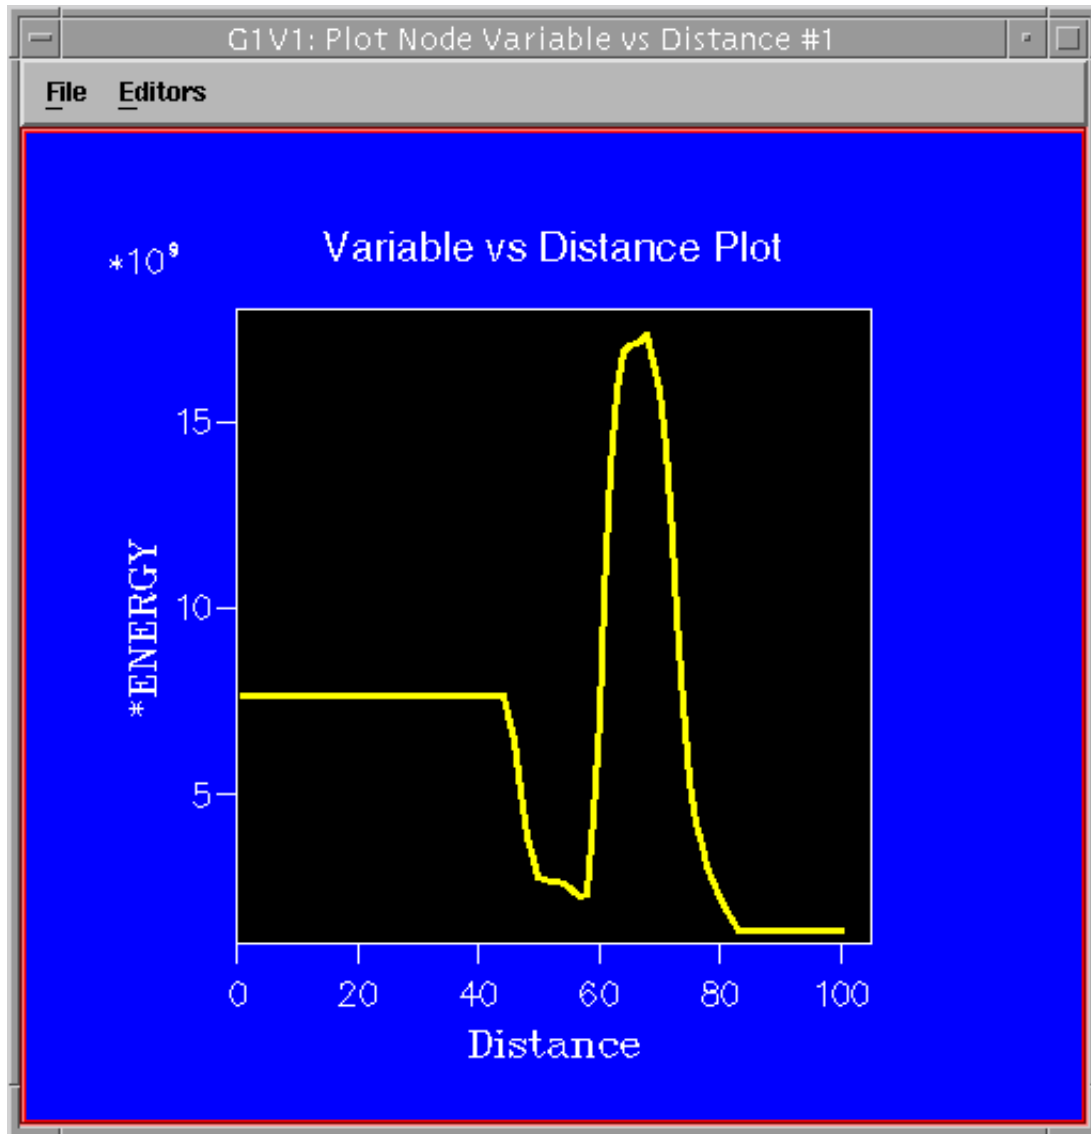 G1V1: Plot Node Variable vs Distance #1
File Editors
Variable vs Distance Plot
*10⁹
15
10
5
*ENERGY
0 20 40 60 80 100
Distance